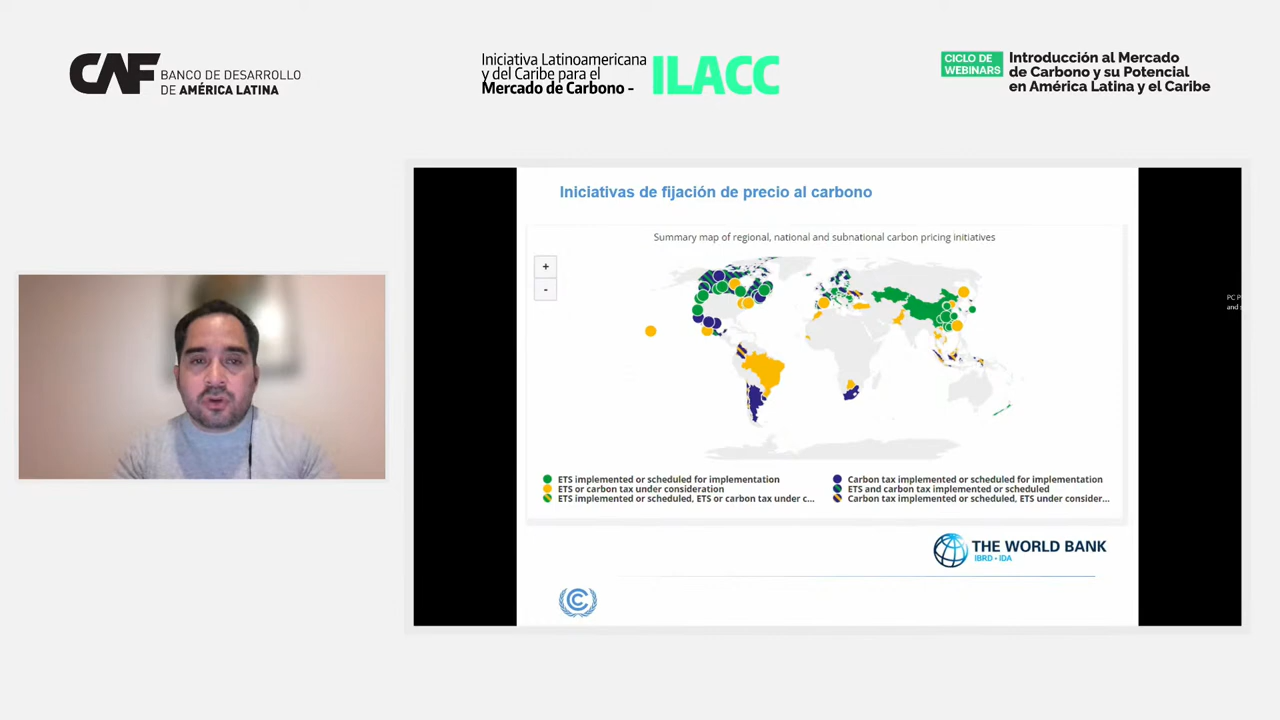 CAF BANCO DE DESARROLLO
DE AMÉRICA LATINA
Iniciativa Latinoamericana
y del Caribe para el
Mercado de Carbono -
ILACC
CICLO DE
WEBINARS
Introducción al Mercado
de Carbono y su Potencial
en América Latina y el Caribe
Iniciativas de fijación de precio al carbono
Summary map of regional, national and subnational carbon pricing initiatives
+
-
ETS implemented or scheduled for implementation
ETS or carbon tax under consideration
ETS implemented or scheduled, ETS or carbon tax under c...
Carbon tax implemented or scheduled for implementation
ETS and carbon tax implemented or scheduled
Carbon tax implemented or scheduled, ETS under consider...
THE WORLD BANK
IBRD • IDA